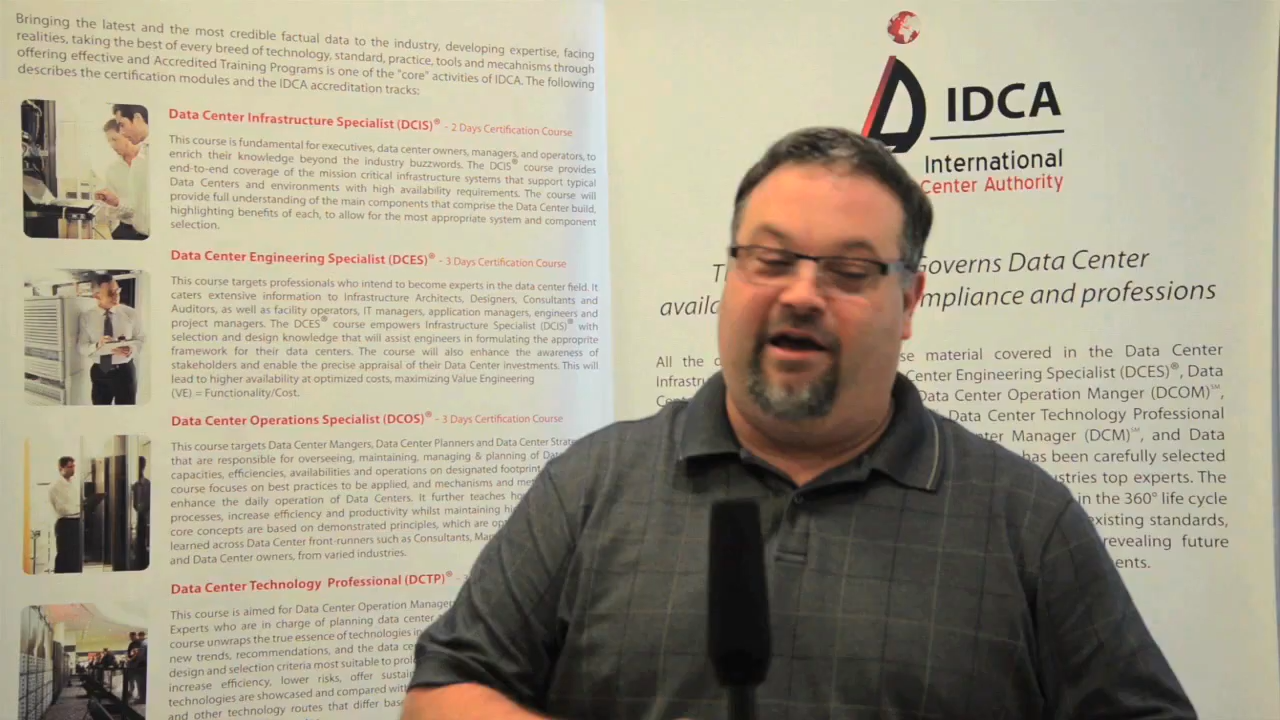 Bringing the latest and the most credible factual data to the industry, developing expertise, facing
realities, taking the best of every breed of technology, standard, practice, tools and mecahnisms through
offering effective and Accredited Training Programs is one of the "core" activities of IDCA. The following
describes the certification modules and the IDCA accreditation tracks:
Data Center Infrastructure Specialist (DCIS)® - 2 Days Certification Course
This course is fundamental for executives, data center owners, managers, and operators, to
enrich their knowledge beyond the industry buzzwords. The DCIS® course provides
end-to-end coverage of the mission critical infrastructure systems that support typical
Data Centers and environments with high availability requirements. The course will
provide full understanding of the main components that comprise the Data Center build,
highlighting benefits of each, to allow for the most appropriate system and component
selection.
Data Center Engineering Specialist (DCES)® - 3 Days Certification Course
This course targets professionals who intend to become experts in the data center field. It
caters extensive information to Infrastructure Architects, Designers, Consultants and
Auditors, as well as facility operators, IT managers, application managers, engineers and
project managers. The DCES® course empowers Infrastructure Specialist (DCIS)® with
selection and design knowledge that will assist engineers in formulating the approprite
framework for their data centers. The course will also enhance the awareness of
stakeholders and enable the precise appraisal of their Data Center investments. This will
lead to higher availability at optimized costs, maximizing Value Engineering
(VE) = Functionality/Cost.
Data Center Operations Specialist (DCOS)® - 3 Days Certification Course
This course targets Data Center Mangers, Data Center Planners and Data Center
that are responsible for overseeing, maintaining, managing & planning of
capacities, efficiencies, availabilities and operations on designated footprint
course focuses on best practices to be applied, and mechanisms and
enhance the daily operation of Data Centers. It further teaches
processes, increase efficiency and productivity whilst maintaining
core concepts are based on demonstrated principles, which are
learned across Data Center front-runners such as Consultants,
and Data Center owners, from varied industries.
Data Center Technology Professional (DCTP)® -
This course is aimed for Data Center Operation
Experts who are in charge of planning data center
course unwraps the true essence of technologies
new trends, recommendations, and the data
design and selection criteria most suitable to
increase efficiency, lower risks, offer
technologies are showcased and compared
and other technology routes that differ
IDCA
International
Center Authority
Governs Data Center
compliance and professions
All the material covered in the Data Center
Center Engineering Specialist (DCES)®, Data
Data Center Operation Manger (DCOM)℠,
Data Center Technology Professional
Manager (DCM)℠, and Data
has been carefully selected
top experts. The
in the 360° life cycle
existing standards,
revealing future